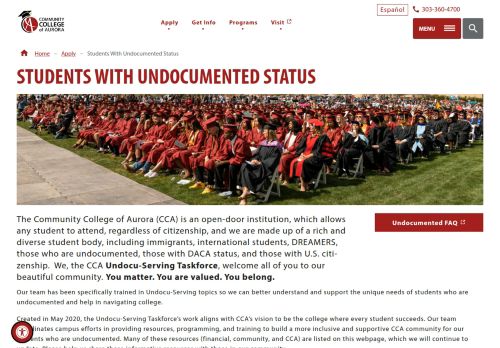 COMMUNITY
COLLEGE
OF AURORA
Apply
Get Info
Programs
Visit
Español
303-360-4700
MENU
Home – Apply – Students With Undocumented Status
STUDENTS WITH UNDOCUMENTED STATUS
The Community College of Aurora (CCA) is an open-door institution, which allows
any student to attend, regardless of citizenship, and we are made up of a rich and
diverse student body, including immigrants, international students, DREAMERS,
those who are undocumented, those with DACA status, and those with U.S. citi-
zenship. We, the CCA Undocu-Serving Taskforce, welcome all of you to our
beautiful community. You matter. You are valued. You belong.
Undocumented FAQ
Our team has been specifically trained in Undocu-Serving topics so we can better understand and support the unique needs of students who are
undocumented and help in navigating college.
Created in May 2020, the Undocu-Serving Taskforce's work aligns with CCA's vision to be the college where every student succeeds. Our team
dinates campus efforts in providing resources, programming, and training to build a more inclusive and supportive CCA community for our
ents who are undocumented. Many of these resources (financial, community, and CCA) are listed on this webpage, which we will continue to